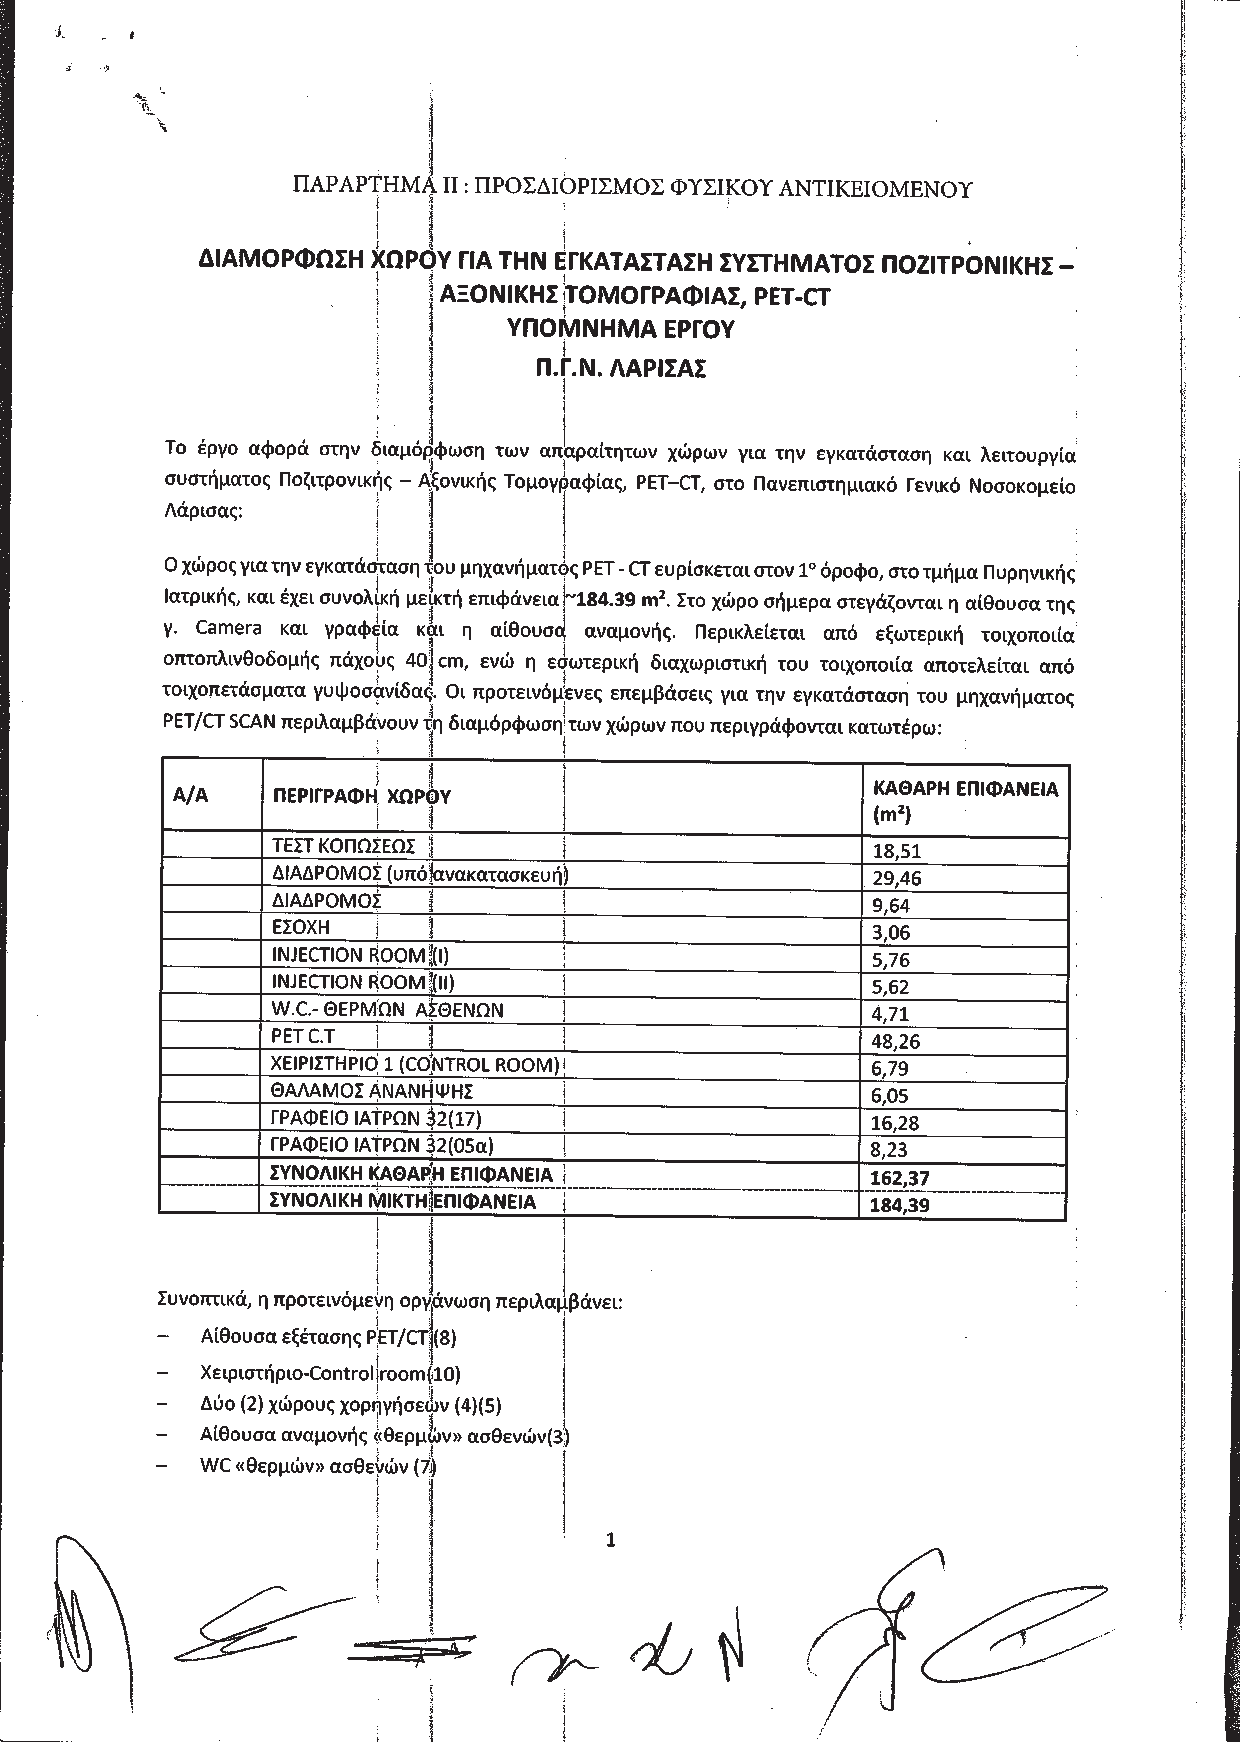 ΠΑΡΑΡΤΗΜΑ ΙΙ : ΠΡΟΣΔΙΟΡΙΣΜΟΣ ΦΥΣΙΚΟΥ ΑΝΤΙΚΕΙΟΜΕΝΟΥ
ΔΙΑΜΟΡΦΩΣΗ ΧΩΡΟΥ ΓΙΑ ΤΗΝ ΕΓΚΑΤΑΣΤΑΣΗ ΣΥΣΤΗΜΑΤΟΣ ΠΟΖΙΤΡΟΝΙΚΗΣ –
ΑΞΟΝΙΚΗΣ ΤΟΜΟΓΡΑΦΙΑΣ, PET-CT
ΥΠΟΜΝΗΜΑ ΕΡΓΟΥ
Π.Γ.Ν. ΛΑΡΙΣΑΣ
Το έργο αφορά στην διαμόρφωση των απαραίτητων χώρων για την εγκατάσταση και λειτουργία
συστήματος Ποζιτρονικής – Αξονικής Τομογραφίας, PET–CT, στο Πανεπιστημιακό Γενικό Νοσοκομείο
Λάρισας:
Ο χώρος για την εγκατάσταση του μηχανήματος PET - CT ευρίσκεται στον 1° όροφο, στο τμήμα Πυρηνικής
Ιατρικής, και έχει συνολική μεικτή επιφάνεια ~184.39 m². Στο χώρο σήμερα στεγάζονται η αίθουσα της
γ. Camera και γραφεία και η αίθουσα αναμονής. Περικλείεται από εξωτερική τοιχοποιία
οπτοπλινθοδομής πάχους 40 cm, ενώ η εσωτερική διαχωριστική του τοιχοποιία αποτελείται από
τοιχοπετάσματα γυψοσανίδας. Οι προτεινόμενες επεμβάσεις για την εγκατάσταση του μηχανήματος
PET/CT SCAN περιλαμβάνουν τη διαμόρφωση των χώρων που περιγράφονται κατωτέρω:
Α/Α ΠΕΡΙΓΡΑΦΗ ΧΩΡΟΥ ΚΑΘΑΡΗ ΕΠΙΦΑΝΕΙΑ
(m²)
ΤΕΣΤ ΚΟΠΩΣΕΩΣ 18,51
ΔΙΑΔΡΟΜΟΣ (υπό ανακατασκευή) 29,46
ΔΙΑΔΡΟΜΟΣ 9,64
ΕΣΟΧΗ 3,06
INJECTION ROOM (I) 5,76
INJECTION ROOM (II) 5,62
W.C.- ΘΕΡΜΩΝ ΑΣΘΕΝΩΝ 4,71
PET C.T 48,26
ΧΕΙΡΙΣΤΗΡΙΟ 1 (CONTROL ROOM) 6,79
ΘΑΛΑΜΟΣ ΑΝΑΝΗΨΗΣ 6,05
ΓΡΑΦΕΙΟ ΙΑΤΡΩΝ 32(17) 16,28
ΓΡΑΦΕΙΟ ΙΑΤΡΩΝ 32(05α) 8,23
ΣΥΝΟΛΙΚΗ ΚΑΘΑΡΗ ΕΠΙΦΑΝΕΙΑ 162,37
ΣΥΝΟΛΙΚΗ ΜΙΚΤΗ ΕΠΙΦΑΝΕΙΑ 184,39
Συνοπτικά, η προτεινόμενη οργάνωση περιλαμβάνει:
– Αίθουσα εξέτασης PET/CT (8)
– Χειριστήριο-Control room(10)
– Δύο (2) χώρους χορηγήσεων (4)(5)
– Αίθουσα αναμονής «θερμών» ασθενών(3)
– WC «θερμών» ασθενών (7)
1